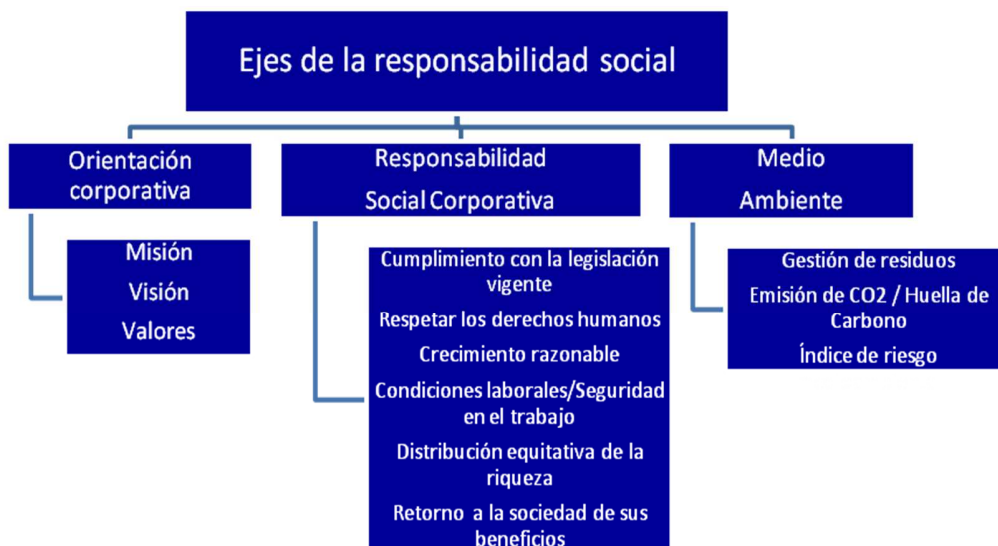 Ejes de la responsabilidad social
Orientación
corporativa
Misión
Visión
Valores
Responsabilidad
Social Corporativa
Cumplimiento con la legislación
vigente
Respetar los derechos humanos
Crecimiento razonable
Condiciones laborales/Seguridad
en el trabajo
Distribución equitativa de la
riqueza
Retorno a la sociedad de sus
beneficios
Medio
Ambiente
Gestión de residuos
Emisión de CO2 / Huella de
Carbono
Índice de riesgo